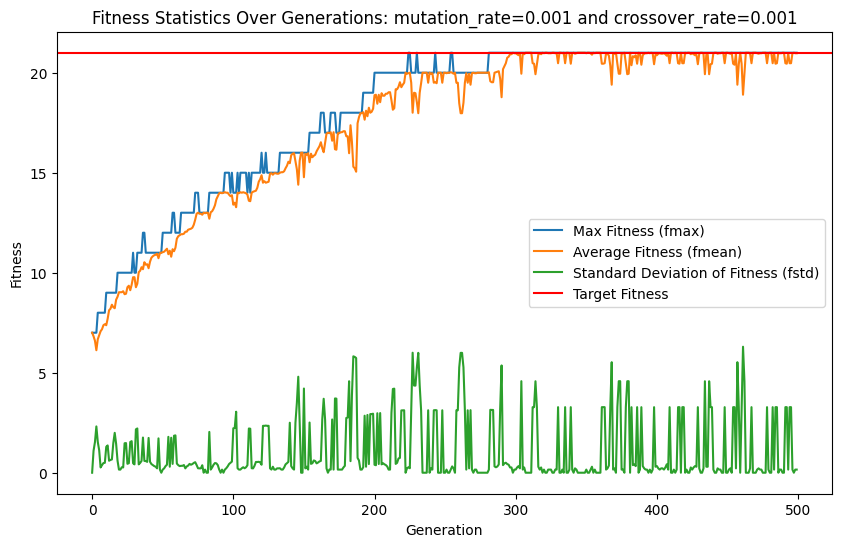 Fitness Statistics Over Generations: mutation_rate=0.001 and crossover_rate=0.001
20
15
10
5
0
Fitness
Max Fitness (fmax)
Average Fitness (fmean)
Standard Deviation of Fitness (fstd)
Target Fitness
0 100 200 300 400 500
Generation